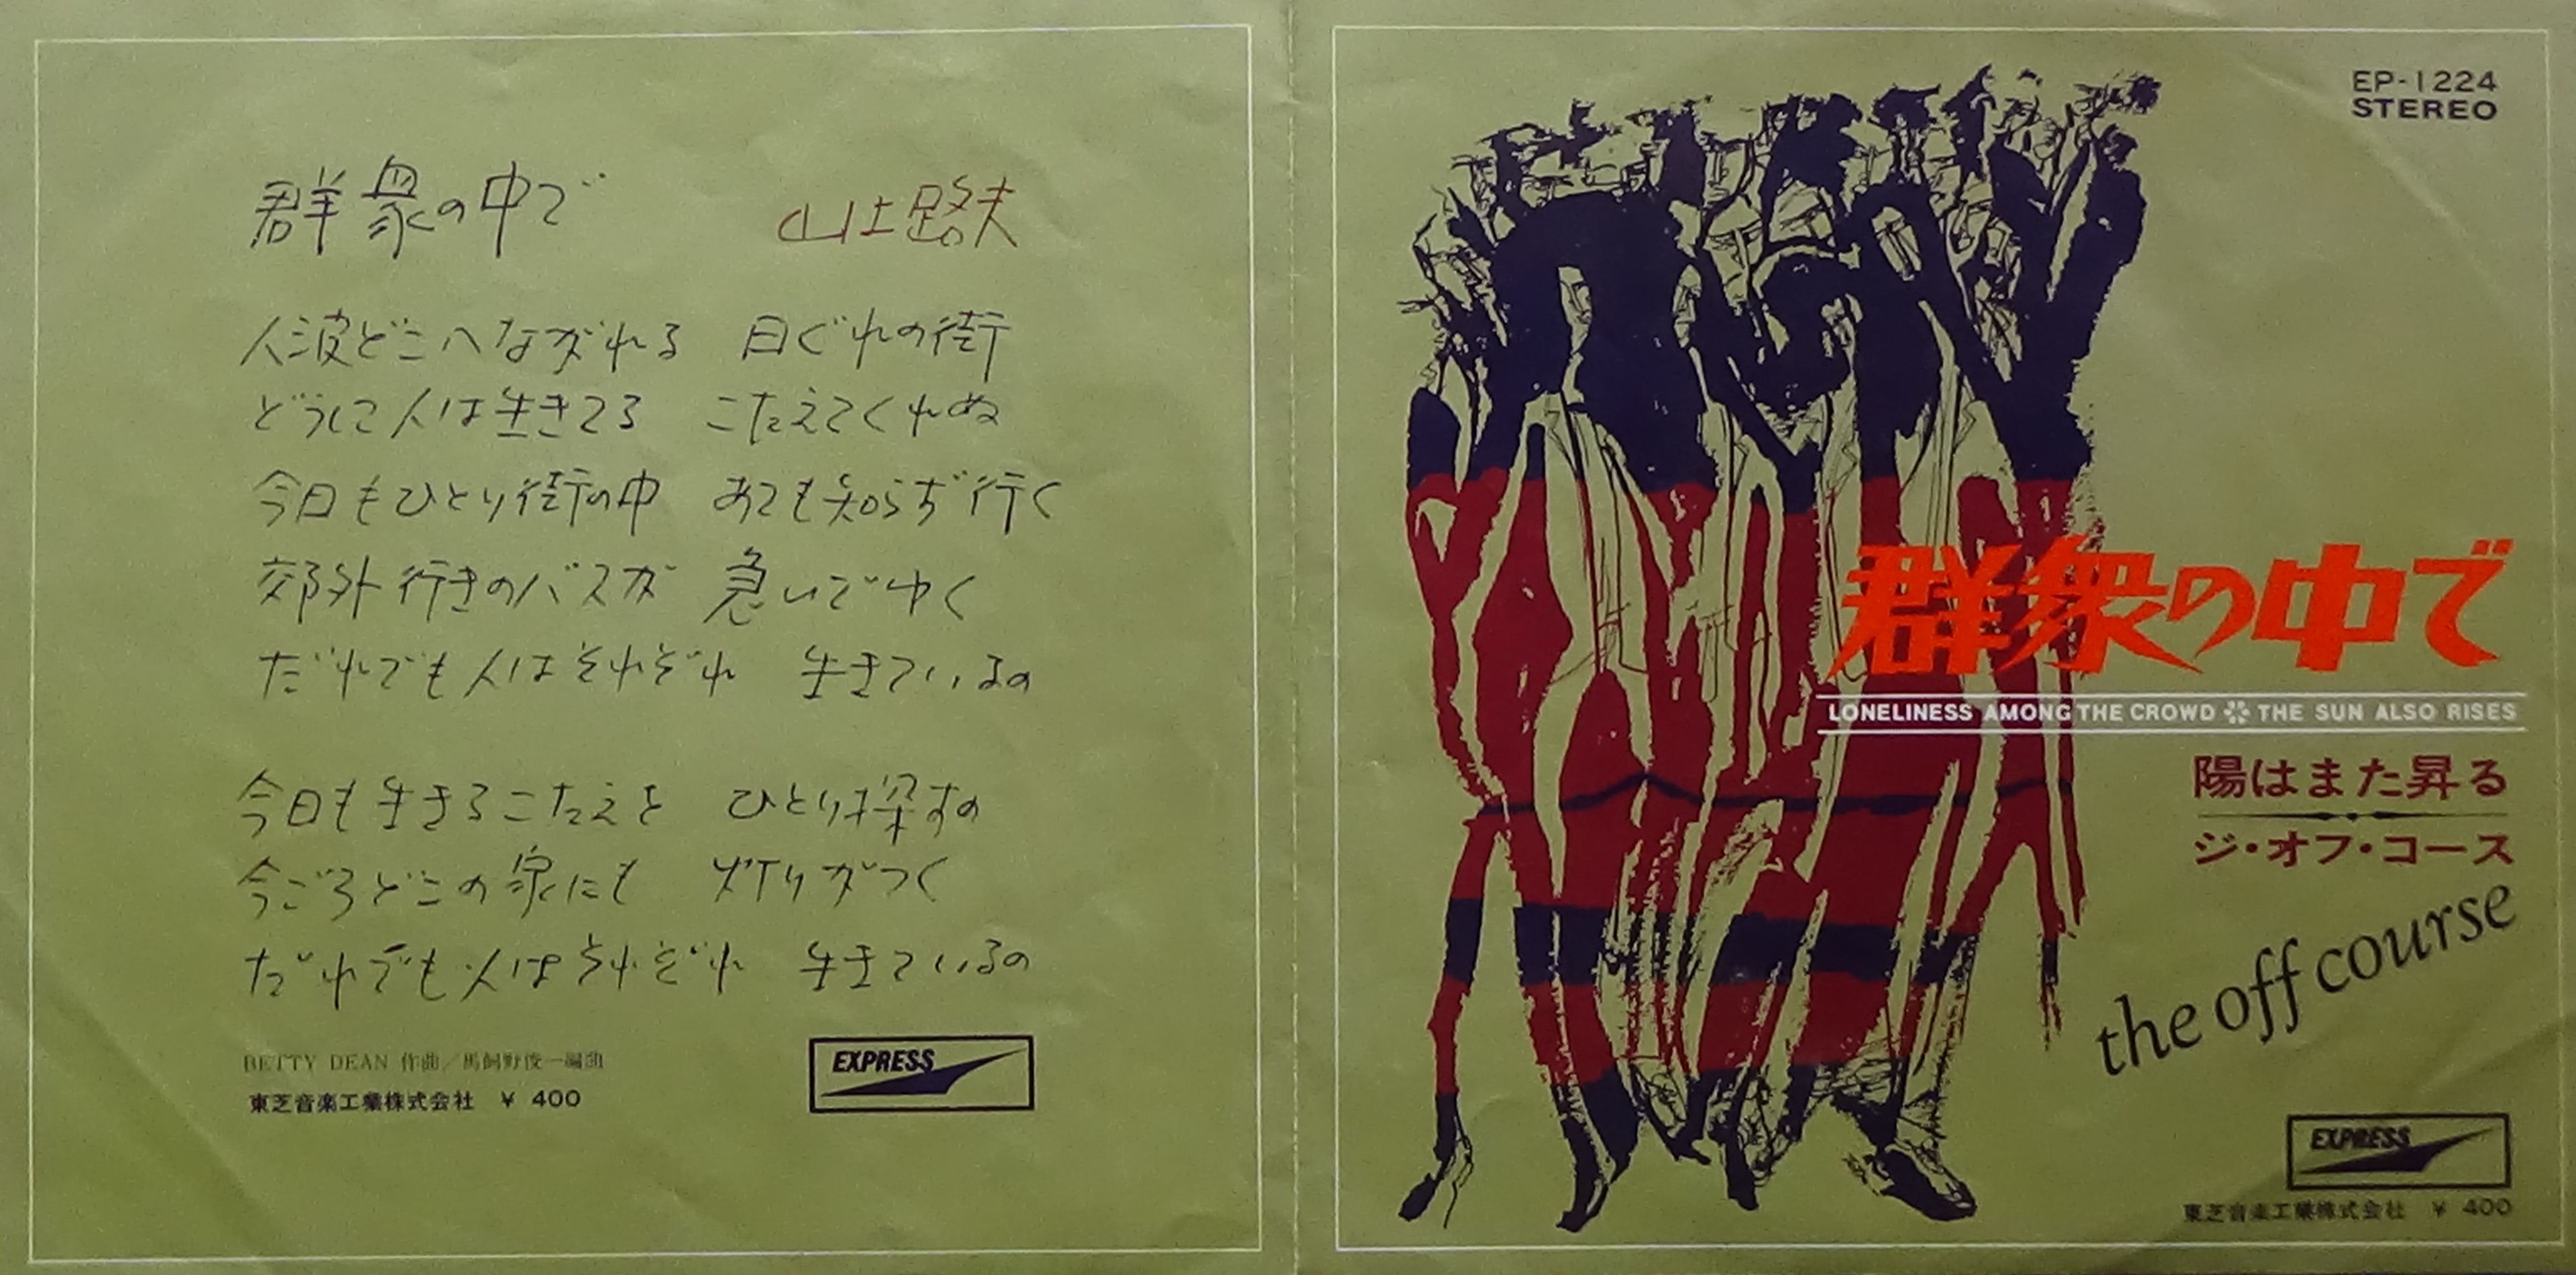 群衆の中で 山上路夫
人波どこへながれる 日ぐれの街
どうして人は生きてる こたえてくれぬ
今日もひとり街の中 あても知らず行く
郊外行きのバスが 急いでゆく
だれでも人はそれぞれ 生きているの
今日も生きるこたえを ひとり探すの
今ごろどこの家にも 灯りがつく
だれでも人はそれぞれ 生きているの
BETTY DEAN 作曲／馬飼野俊一編曲
東芝音楽工業株式会社 ¥ 400
EXPRESS
EP-1224
STEREO
群衆の中で
LONELINESS AMONG THE CROWD THE SUN ALSO RISES
陽はまた昇る
ジ・オフ・コース
the off course
EXPRESS
東芝音楽工業株式会社 ¥ 400